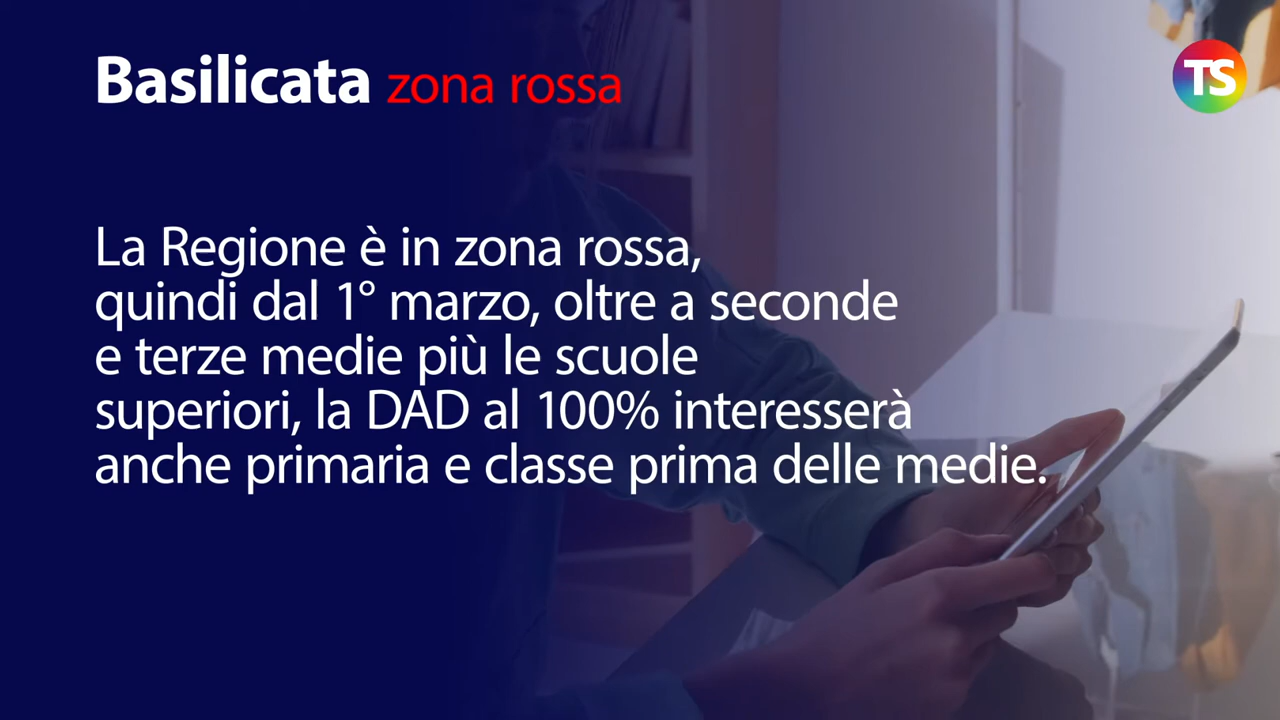 Basilicata zona rossa
TS
La Regione è in zona rossa,
quindi dal 1° marzo, oltre a seconde
e terze medie più le scuole
superiori, la DAD al 100% interesserà
anche primaria e classe prima delle medie.